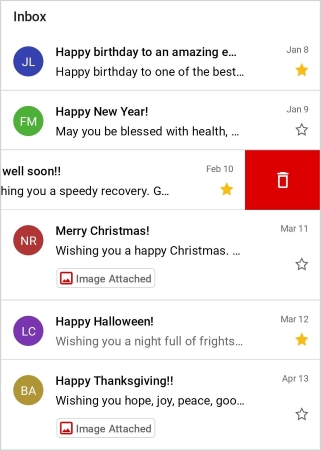 Inbox
JL
Happy birthday to an amazing e...
Jan 8
Happy birthday to one of the best...
FM
Happy New Year!
Jan 9
May you be blessed with health, ...
well soon!!
Feb 10
hing you a speedy recovery. G...
NR
Merry Christmas!
Mar 11
Wishing you a happy Christmas. ...
Image Attached
LC
Happy Halloween!
Mar 12
Wishing you a night full of frights...
BA
Happy Thanksgiving!!
Apr 13
Wishing you hope, joy, peace, goo...
Image Attached